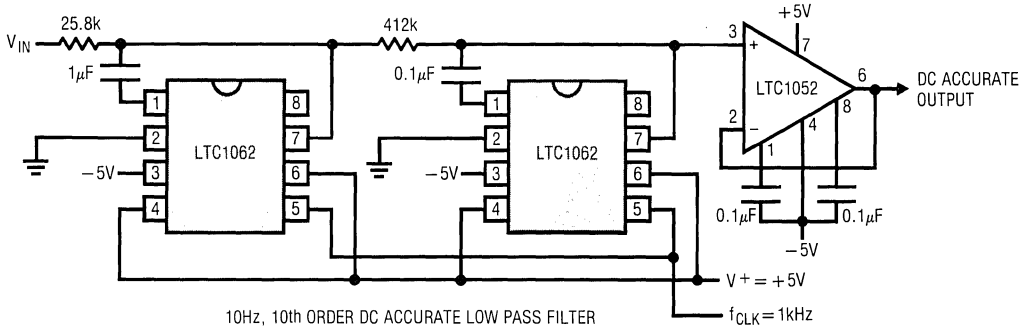 V_IN
25.8k
1μF
412k
0.1μF
1
2
3
4
8
7
6
5
LTC1062
−5V
1
2
3
4
8
7
6
5
LTC1062
−5V
3
+
2
−
+5V
7
LTC1052
6
8
4
1
0.1μF
0.1μF
−5V
DC ACCURATE
OUTPUT
V+ = +5V
fCLK = 1kHz
10Hz, 10th ORDER DC ACCURATE LOW PASS FILTER